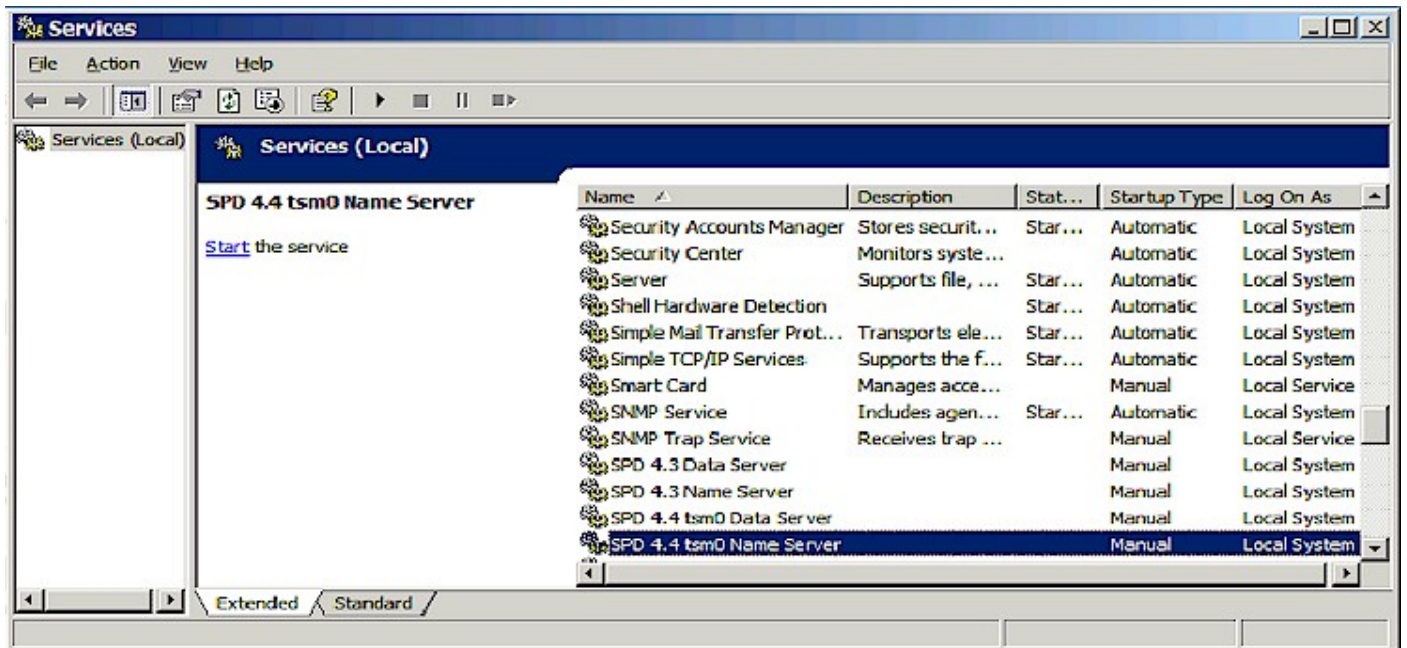 Services
File Action View Help
Services (Local)
Services (Local)
SPD 4.4 tsm0 Name Server
Start the service
Name Description Stat... Startup Type Log On As
Security Accounts Manager Stores securit... Star... Automatic Local System
Security Center Monitors syste... Automatic Local System
Server Supports file, ... Star... Automatic Local System
Shell Hardware Detection Star... Automatic Local System
Simple Mail Transfer Prot... Transports ele... Star... Automatic Local System
Simple TCP/IP Services Supports the f... Star... Automatic Local System
Smart Card Manages acce... Manual Local Service
SNMP Service Includes agen... Star... Automatic Local System
SNMP Trap Service Receives trap ... Manual Local Service
SPD 4.3 Data Server Manual Local System
SPD 4.3 Name Server Manual Local System
SPD 4.4 tsm0 Data Server Manual Local System
SPD 4.4 tsm0 Name Server Manual Local System
Extended Standard